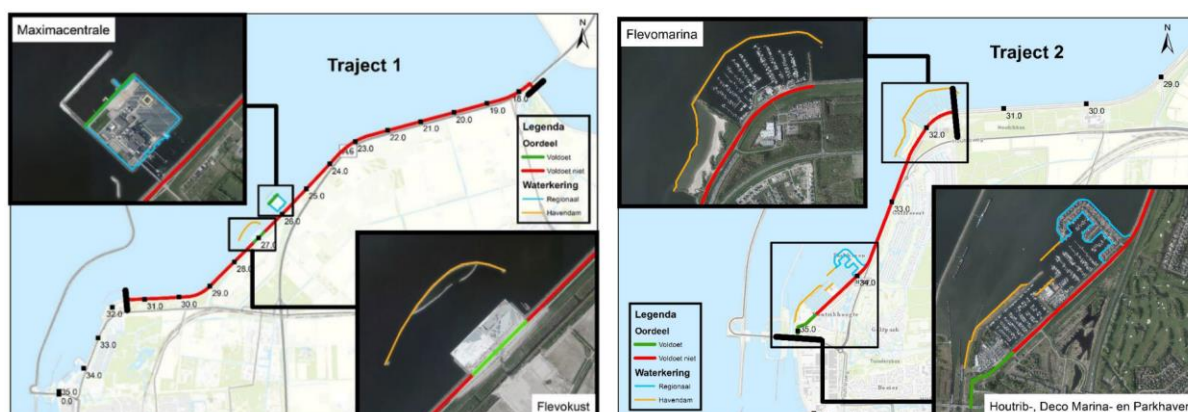 Maximacentrale
Traject 1
N
18.0
19.0
20.0
21.0
22.0
23.0
A6
24.0
25.0
26.0
27.0
28.0
29.0
30.0
31.0
32.0
33.0
34.0
35.0
0.0
Legenda
Oordeel
Voldoet
Voldoet niet
Waterkering
Regionaal
Havendam
Flevokust
Flevomarina
Traject 2
N
29.0
30.0
31.0
32.0
33.0
34.0
35.0
Legenda
Oordeel
Voldoet
Voldoet niet
Waterkering
Regionaal
Havendam
Houtrib-, Deco Marina- en Parkhaven